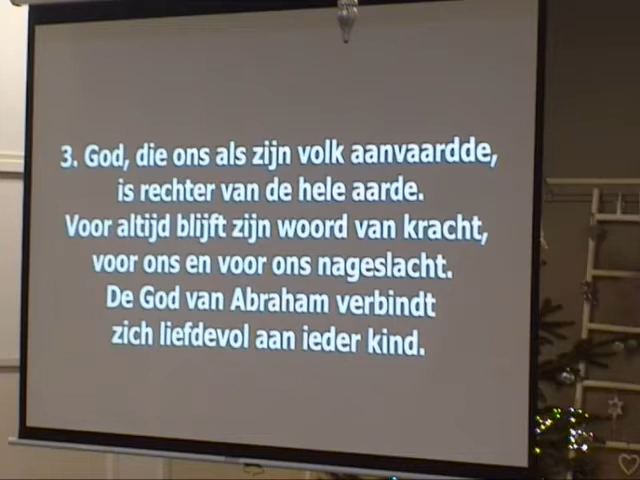 3. God, die ons als zijn volk aanvaardde,
is rechter van de hele aarde.
Voor altijd blijft zijn woord van kracht,
voor ons en voor ons nageslacht.
De God van Abraham verbindt
zich liefdevol aan ieder kind.